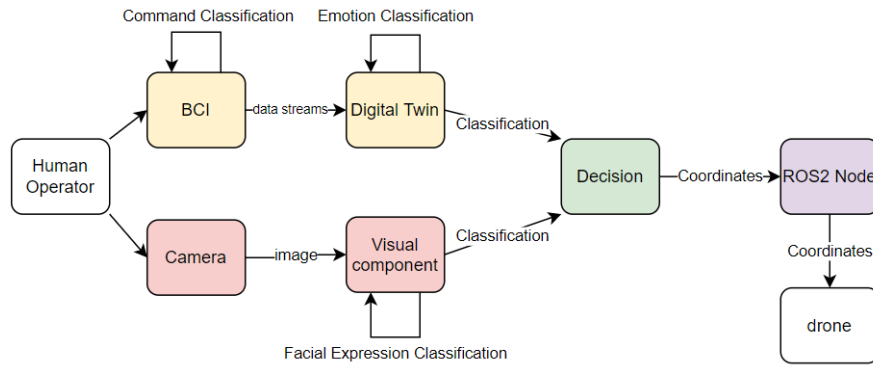 Command Classification
Emotion Classification
BCI
data streams
Digital Twin
Classification
Human
Operator
Decision
Coordinates
ROS2 Node
Camera
image
Visual
component
Classification
Coordinates
drone
Facial Expression Classification